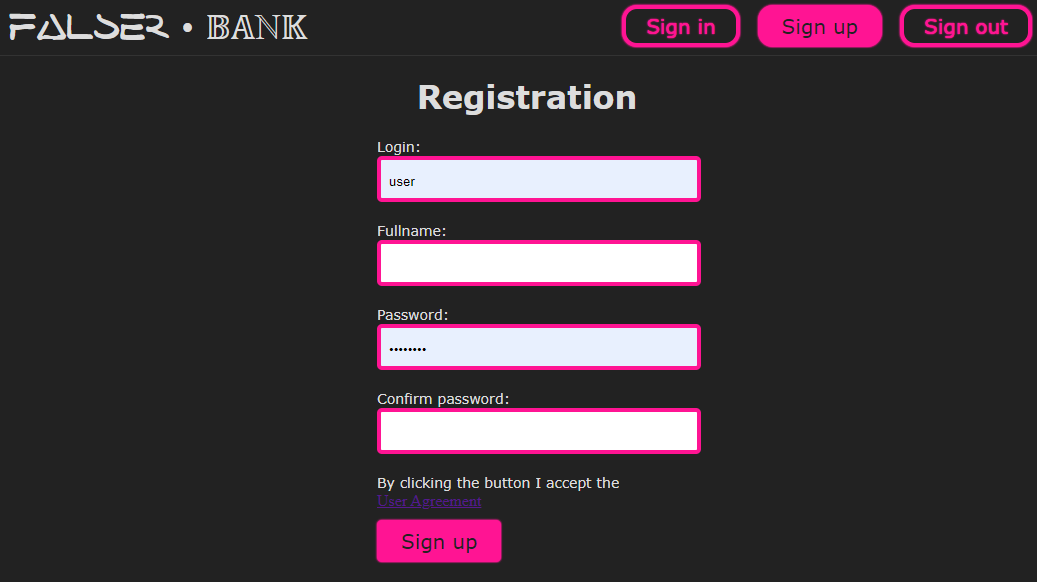 FALSER • BANK
Sign in
Sign up
Sign out
Registration
Login:
user
Fullname:
Password:
••••••••
Confirm password:
By clicking the button I accept the
User Agreement
Sign up